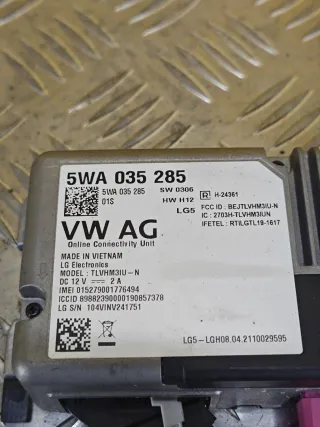 5WA 035 285
5WA 035 285
01S
SW 0306
HW H12
LG5
R H-24361
FCC ID : BEJTLVHM3IU-N
IC : 2703H-TLVHM3IUN
IFETEL : RTILGTL19-1617
VW AG
Online Connectivity Unit
MADE IN VIETNAM
LG Electronics
MODEL : TLVHM3IU-N
DC 12 V ⎓ 2 A
IMEI 015279001776494
ICCID 89882390000190857378
LG S/N 104VINV241751
LG5-LGH08.04.2110029595